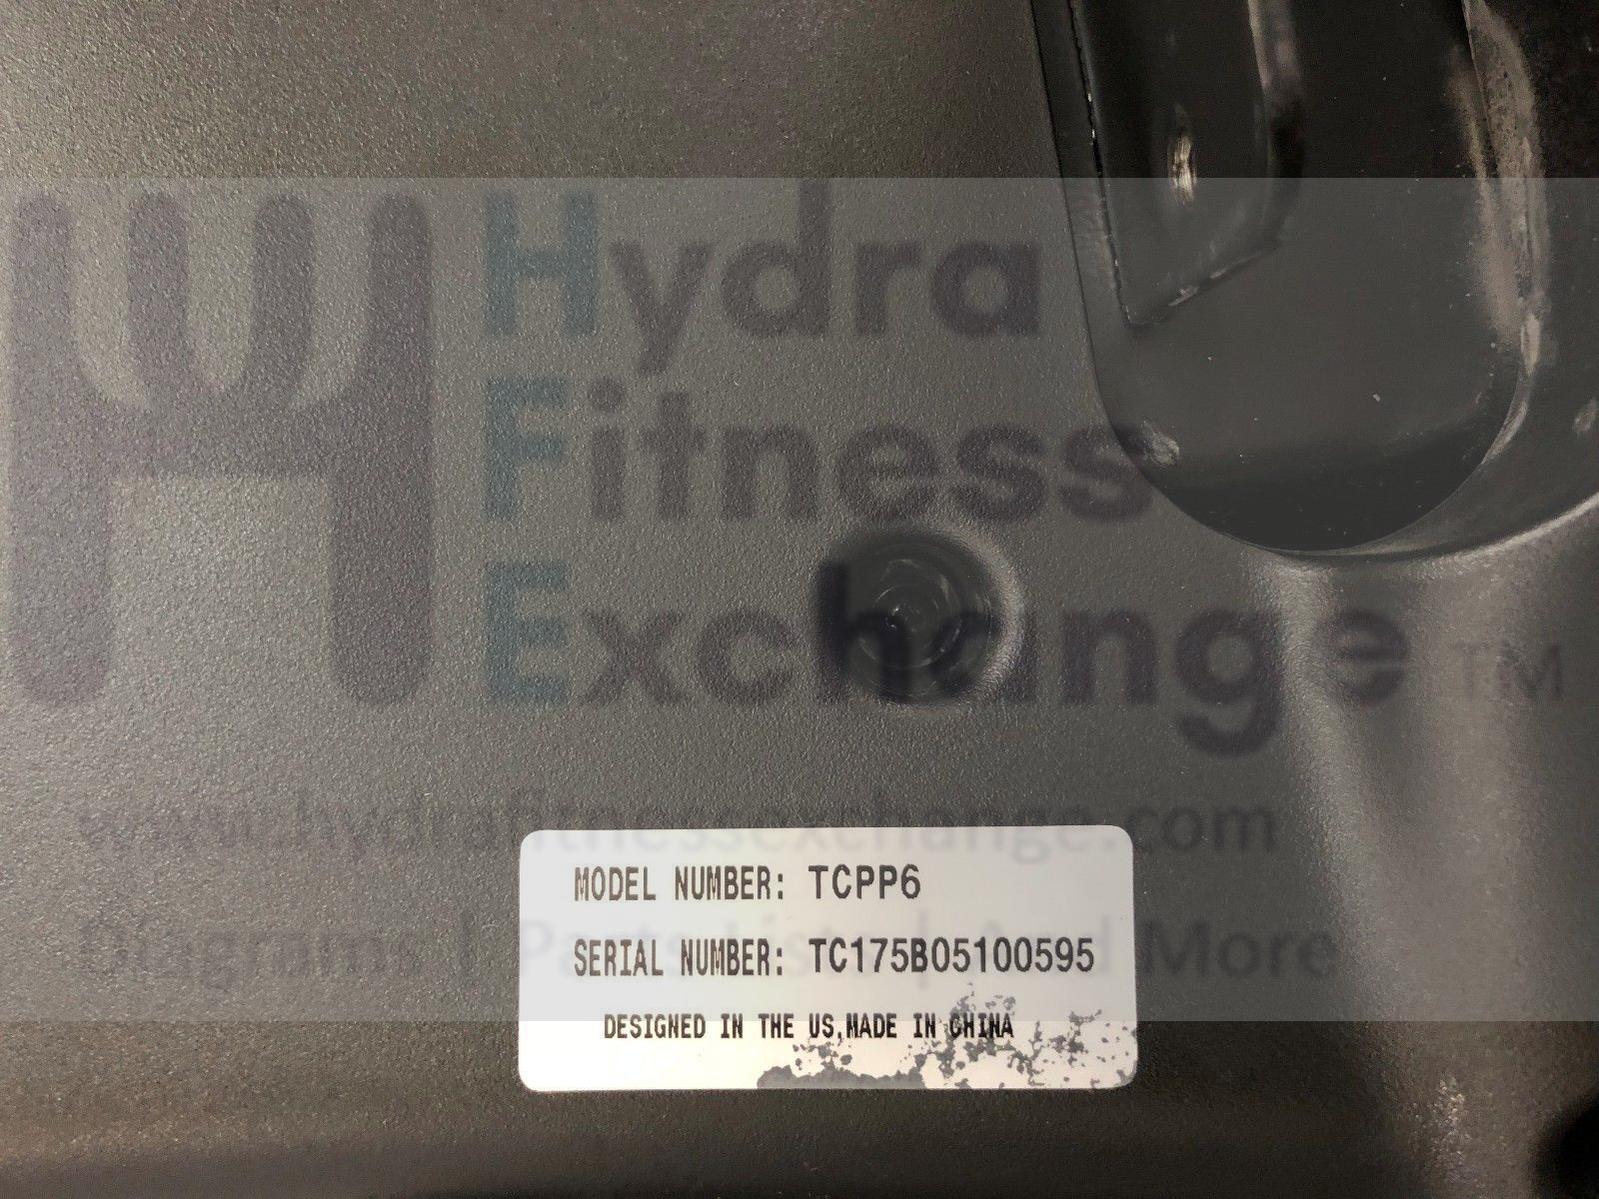 Hydra
Fitness
Exchange™
www.hydrafitnessexchange.com
Diagrams | Parts Lists | And More
MODEL NUMBER: TCPP6
SERIAL NUMBER: TC175B05100595
DESIGNED IN THE US,MADE IN CHINA